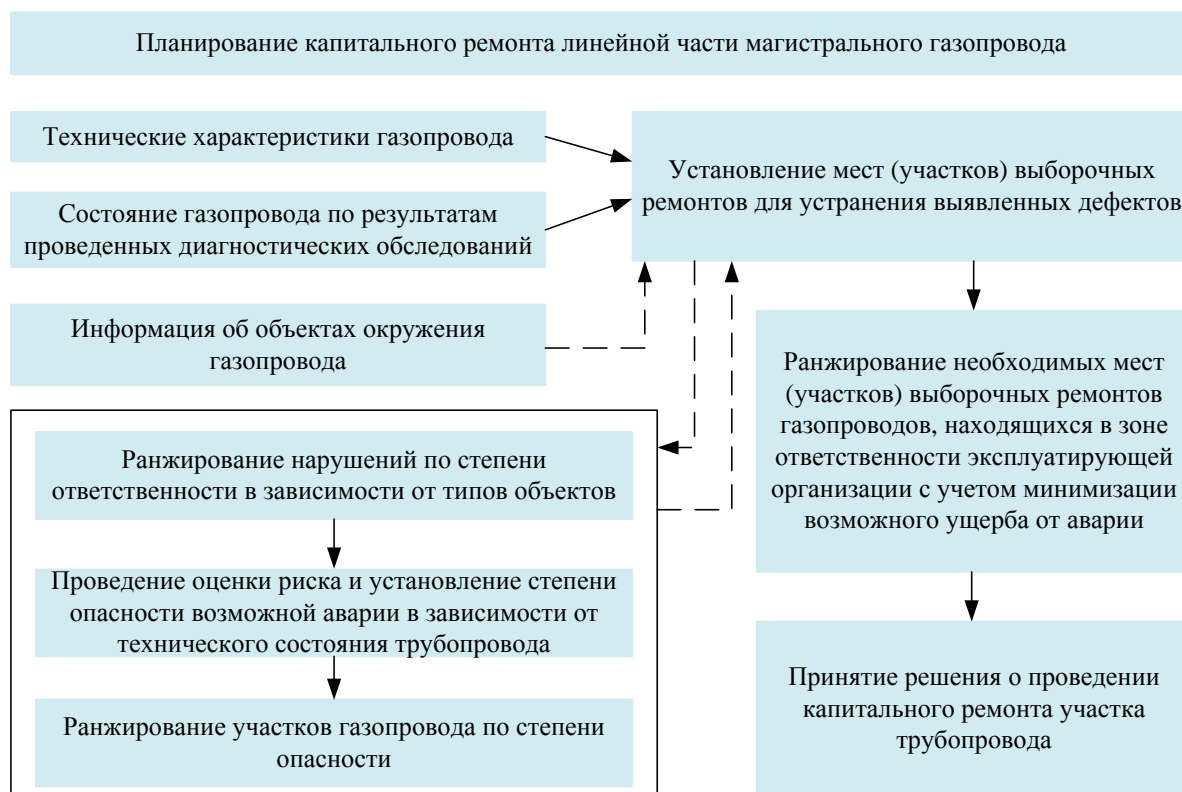 Планирование капитального ремонта линейной части магистрального газопровода
Технические характеристики газопровода
Состояние газопровода по результатам
проведенных диагностических обследований
Информация об объектах окружения
газопровода
Установление мест (участков) выборочных
ремонтов для устранения выявленных дефектов
Ранжирование нарушений по степени
ответственности в зависимости от типов объектов
Проведение оценки риска и установление степени
опасности возможной аварии в зависимости от
технического состояния трубопровода
Ранжирование участков газопровода по степени
опасности
Ранжирование необходимых мест
(участков) выборочных ремонтов
газопроводов, находящихся в зоне
ответственности эксплуатирующей
организации с учетом минимизации
возможного ущерба от аварии
Принятие решения о проведении
капитального ремонта участка
трубопровода